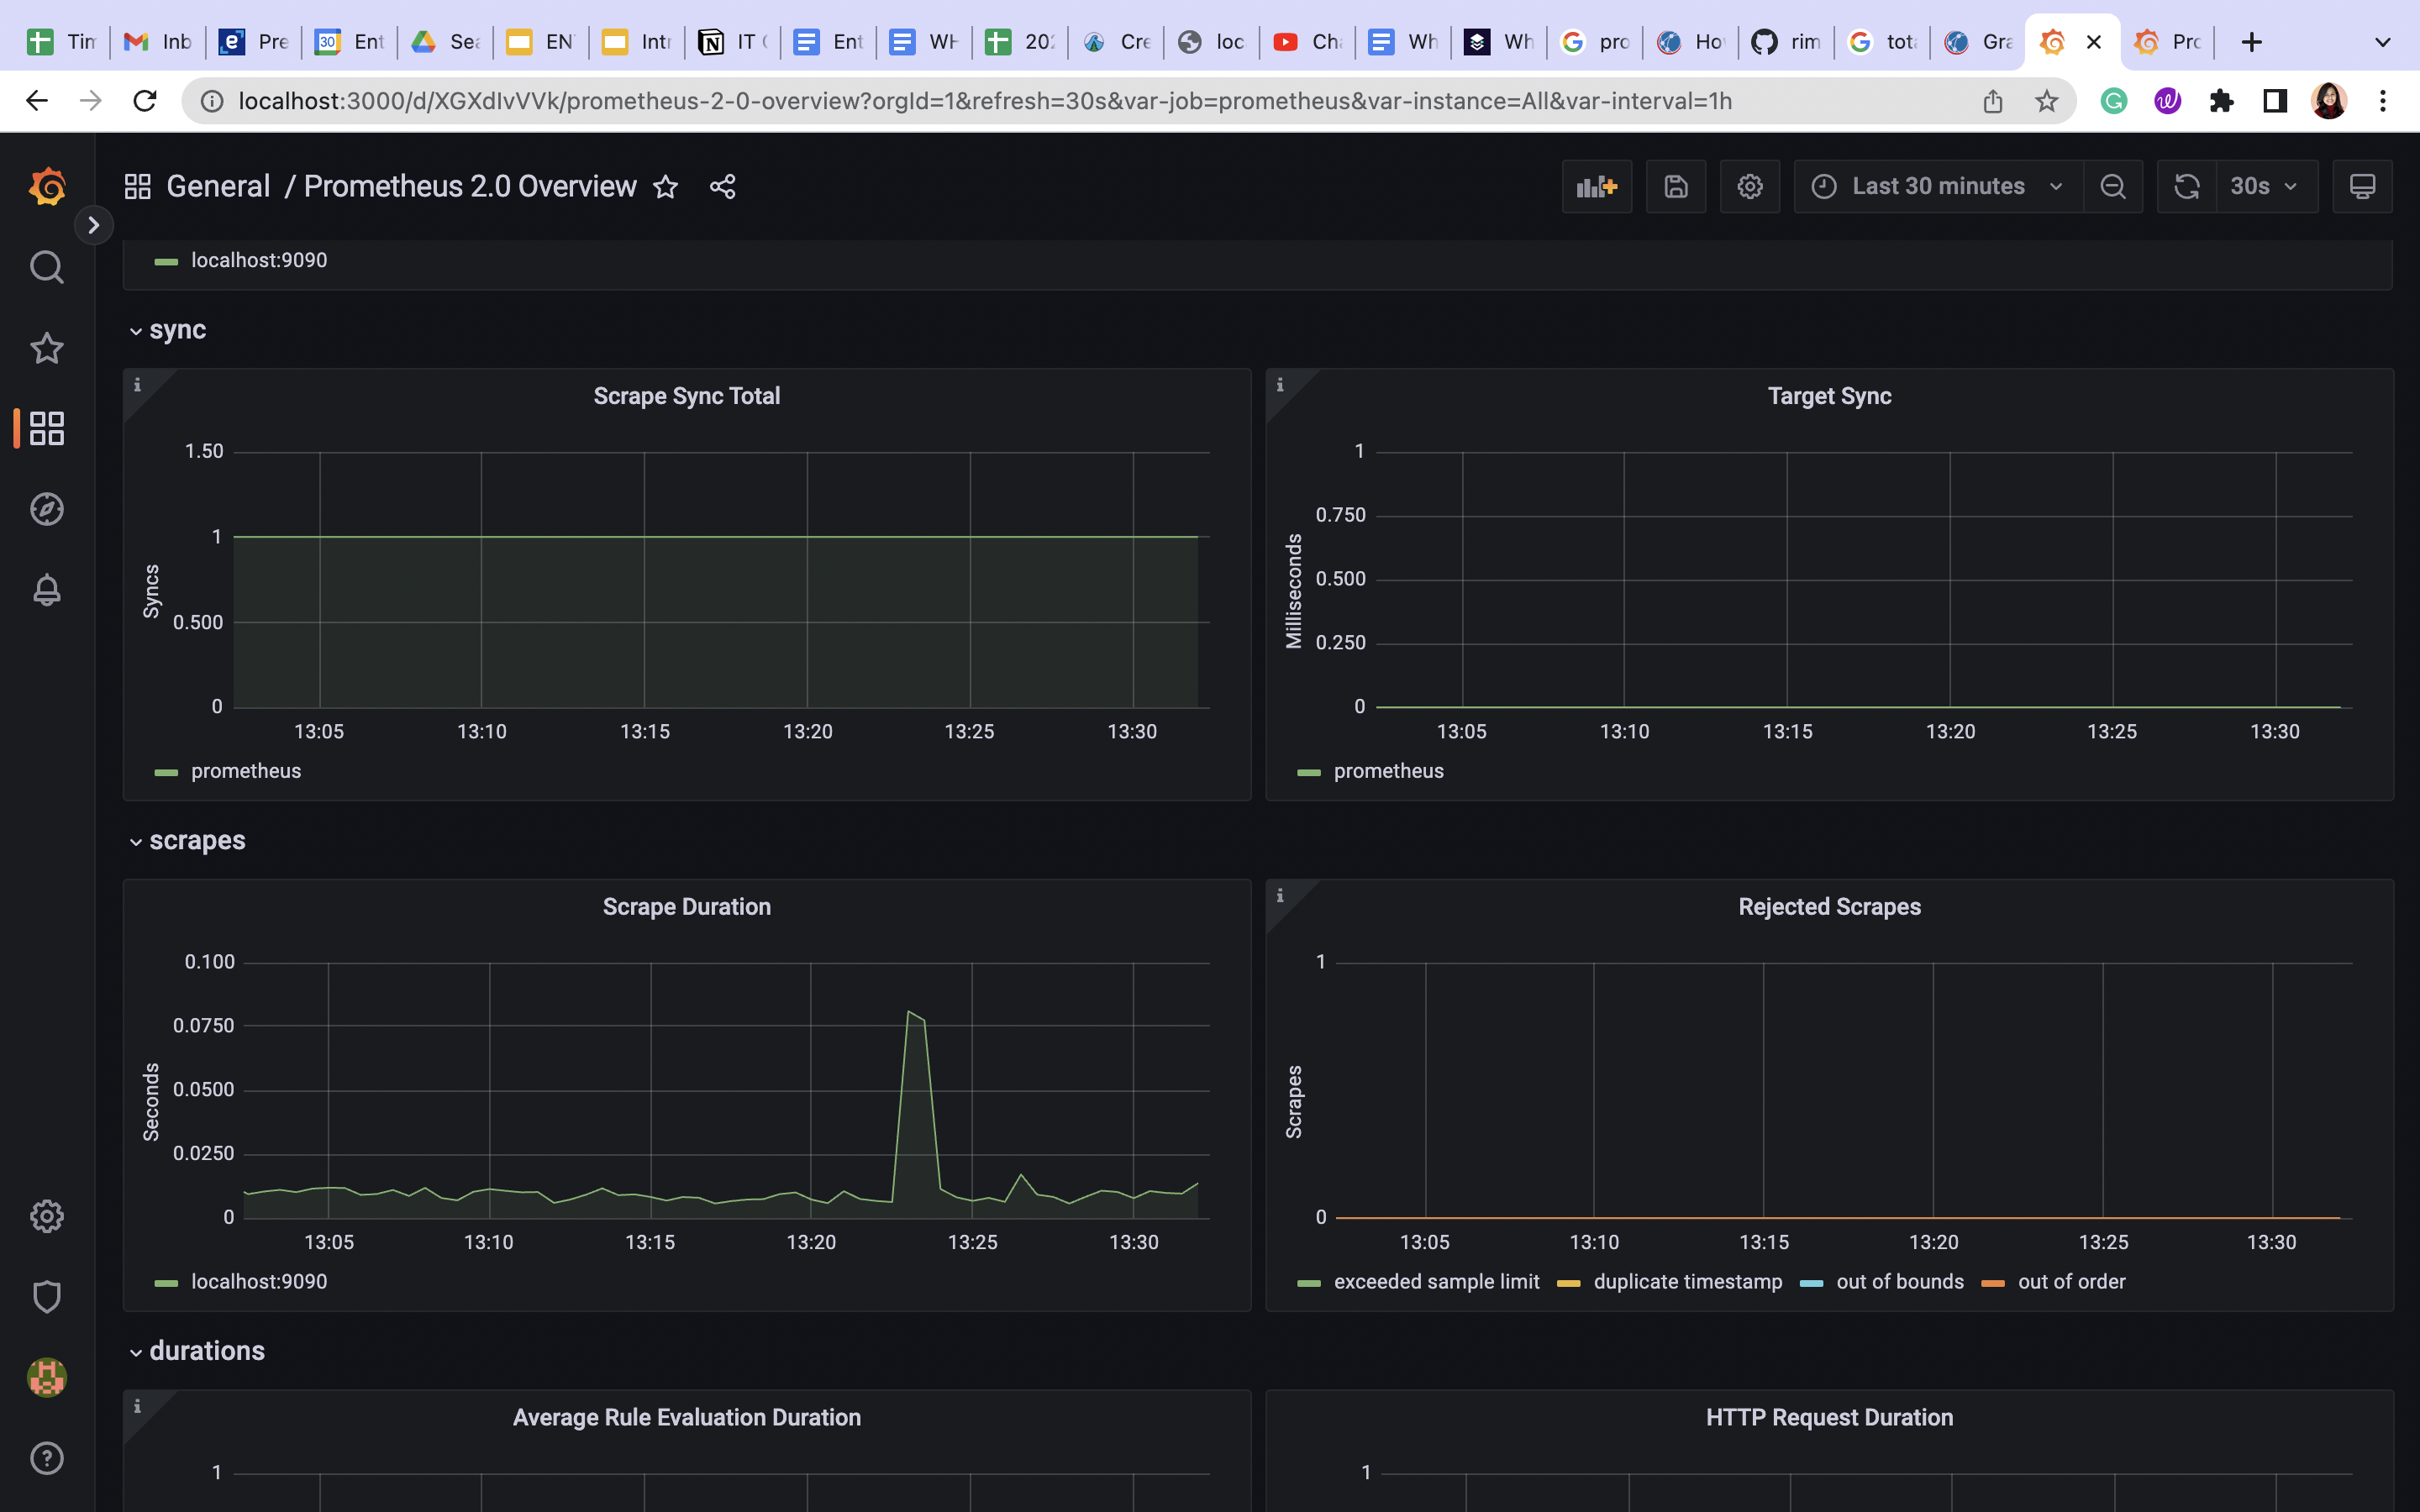 Tim Inb Pre Ent Sea EN Intr IT Ent WH 202 Cre loc Cha Wh Wh pro Ho rim tot Gra Pro
localhost:3000/d/XGXdIvVVk/prometheus-2-0-overview?orgId=1&refresh=30s&var-job=prometheus&var-instance=All&var-interval=1h
General / Prometheus 2.0 Overview
Last 30 minutes
30s
localhost:9090
sync
Scrape Sync Total
1.50
1
0.500
0
Syncs
13:05 13:10 13:15 13:20 13:25 13:30
prometheus
Target Sync
1
0.750
0.500
0.250
0
Milliseconds
13:05 13:10 13:15 13:20 13:25 13:30
prometheus
scrapes
Scrape Duration
0.100
0.0750
0.0500
0.0250
0
Seconds
13:05 13:10 13:15 13:20 13:25 13:30
localhost:9090
Rejected Scrapes
1
0
Scrapes
13:05 13:10 13:15 13:20 13:25 13:30
exceeded sample limit duplicate timestamp out of bounds out of order
durations
Average Rule Evaluation Duration
1
HTTP Request Duration
1